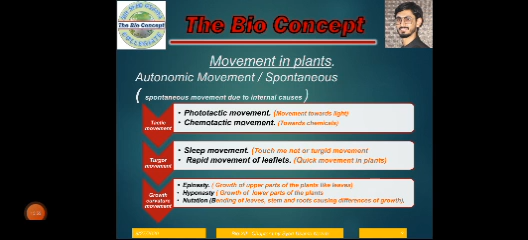 The Bio Concept
The Bio Concept
Movement in plants.
Autonomic Movement / Spontaneous
( spontaneous movement due to internal causes )
Tectic
movement
• Phototactic movement. (Movement towards light)
• Chemotactic movement. (Towards chemicals)
Turgor
movement
• Sleep movement. (Touch me not or turgid movement
• Rapid movement of leaflets. (Quick movement in plants)
Growth
curvature
movement
• Epinasty. ( Growth of upper parts of the plants like leaves)
• Hyponasty ( Growth of lower parts of the plants
• Nutation (Bending of leaves, stem and roots causing differences of growth).